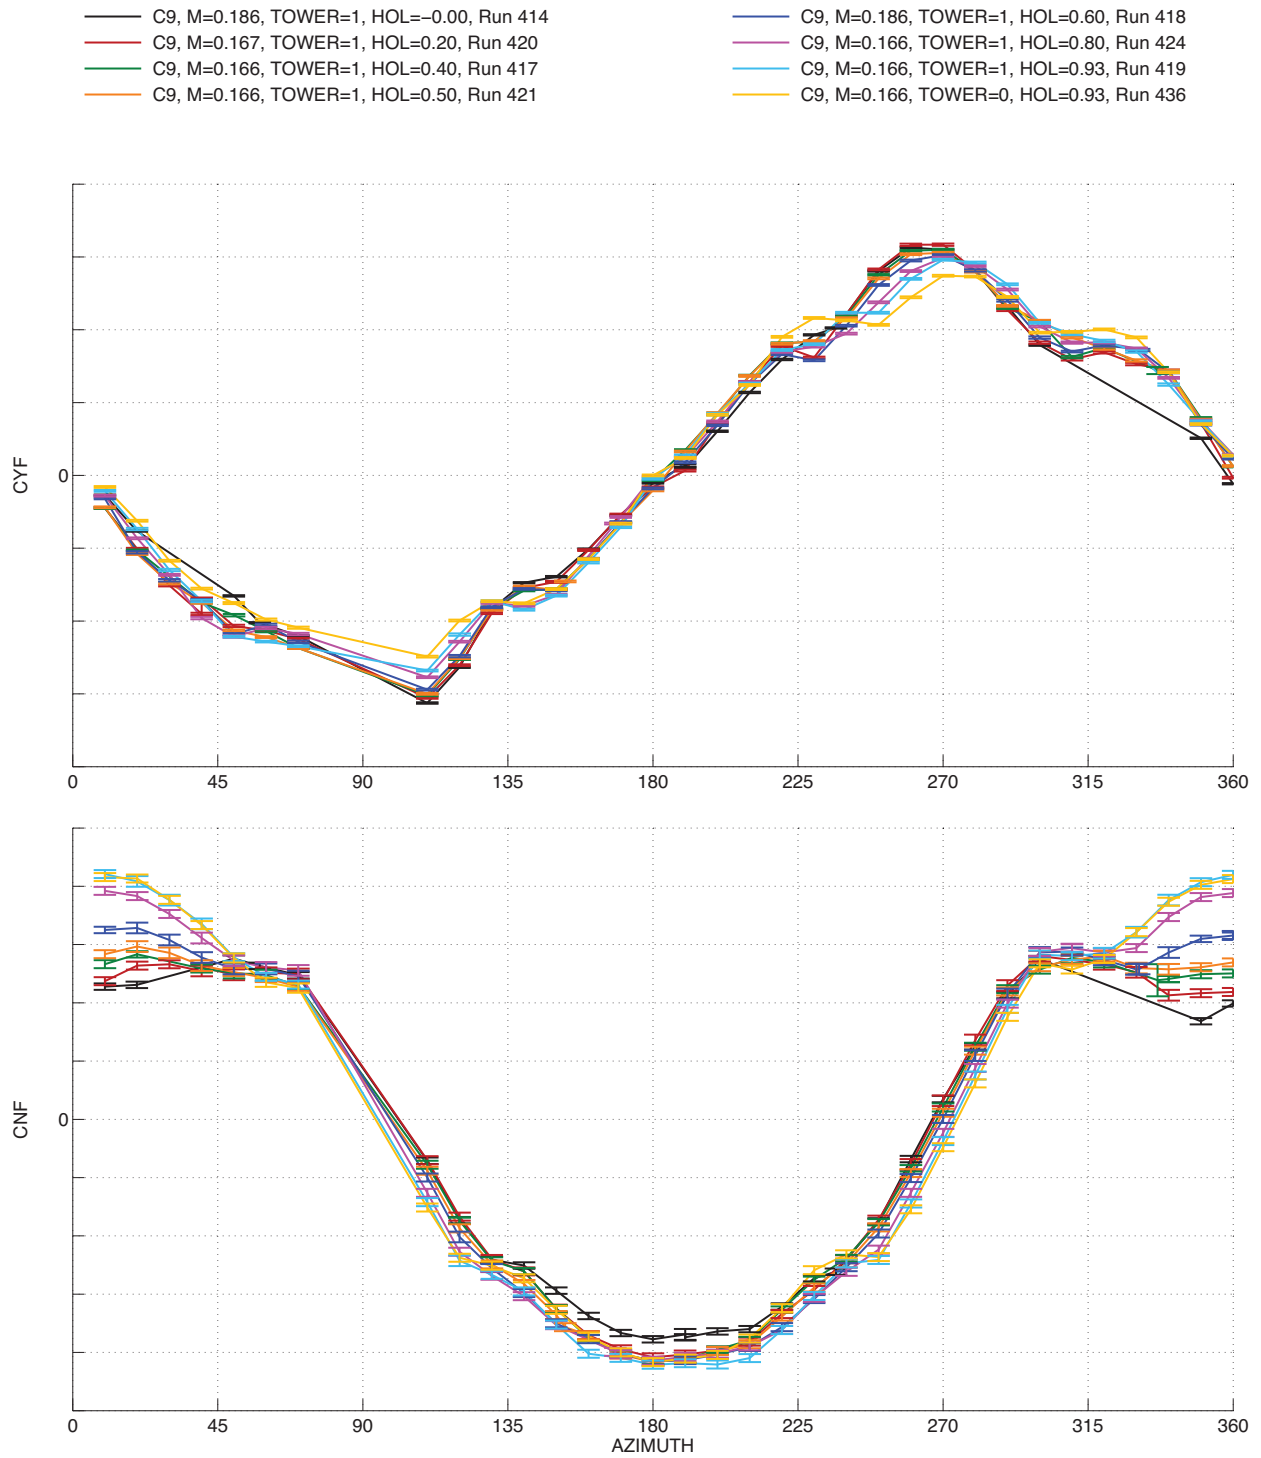 C9, M=0.186, TOWER=1, HOL=−0.00, Run 414
C9, M=0.167, TOWER=1, HOL=0.20, Run 420
C9, M=0.166, TOWER=1, HOL=0.40, Run 417
C9, M=0.166, TOWER=1, HOL=0.50, Run 421
C9, M=0.186, TOWER=1, HOL=0.60, Run 418
C9, M=0.166, TOWER=1, HOL=0.80, Run 424
C9, M=0.166, TOWER=1, HOL=0.93, Run 419
C9, M=0.166, TOWER=0, HOL=0.93, Run 436
CYF
0
0 45 90 135 180 225 270 315 360
CNF
0
0 45 90 135 180 225 270 315 360
AZIMUTH